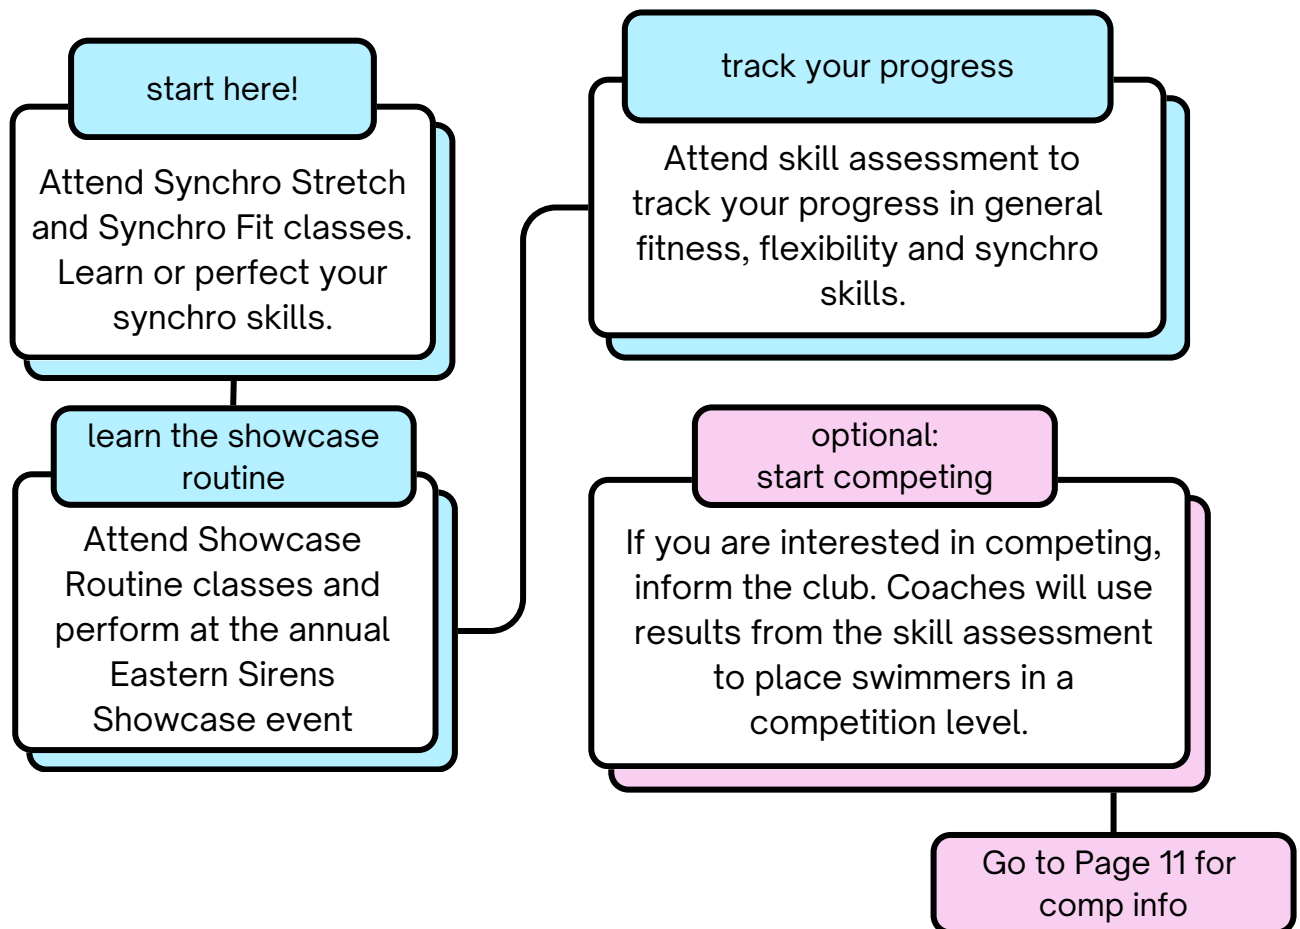 start here!
Attend Synchro Stretch
and Synchro Fit classes.
Learn or perfect your
synchro skills.
learn the showcase
routine
Attend Showcase
Routine classes and
perform at the annual
Eastern Sirens
Showcase event
track your progress
Attend skill assessment to
track your progress in general
fitness, flexibility and synchro
skills.
optional:
start competing
If you are interested in competing,
inform the club. Coaches will use
results from the skill assessment
to place swimmers in a
competition level.
Go to Page 11 for
comp info